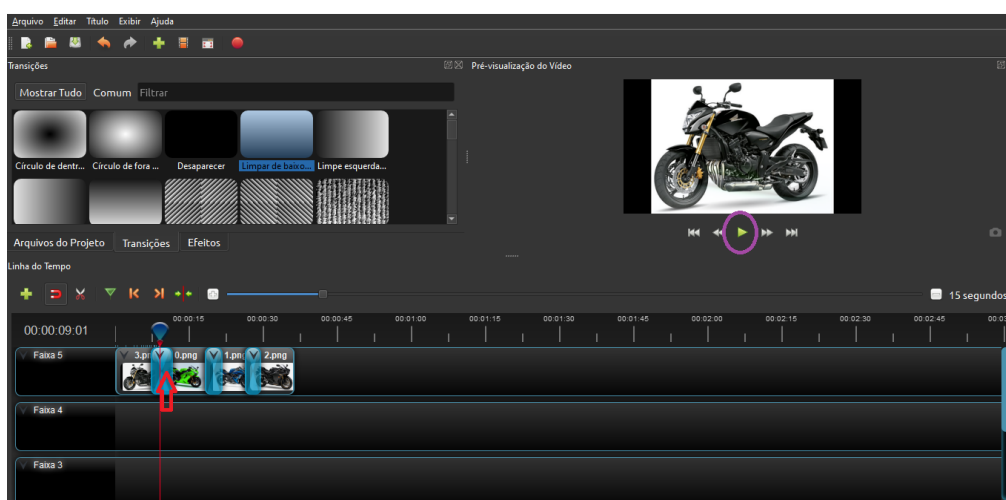 Arquivo Editar Título Exibir Ajuda
Transições
Pré-visualização do Vídeo
Mostrar Tudo Comum Filtrar
Círculo de dentr... Círculo de fora ... Desaparecer Limpar de baixo... Limpe esquerda...
Arquivos do Projeto Transições Efeitos
Linha do Tempo
15 segundos
00:00:09:01
00:00:15 00:00:30 00:00:45 00:01:00 00:01:15 00:01:30 00:01:45 00:02:00 00:02:15 00:02:30 00:02:45 00:03
Faixa 5
3.pn 0.png 1.pn 2.png
Faixa 4
Faixa 3